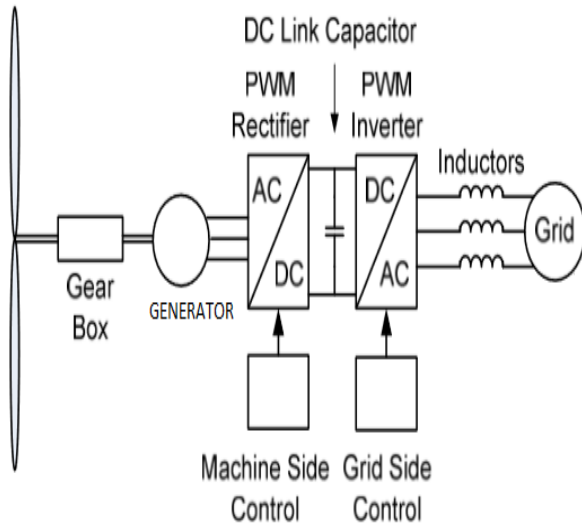 DC Link Capacitor
PWM
Rectifier
PWM
Inverter
Inductors
AC
DC
DC
AC
Grid
Gear
Box
GENERATOR
Machine Side
Control
Grid Side
Control